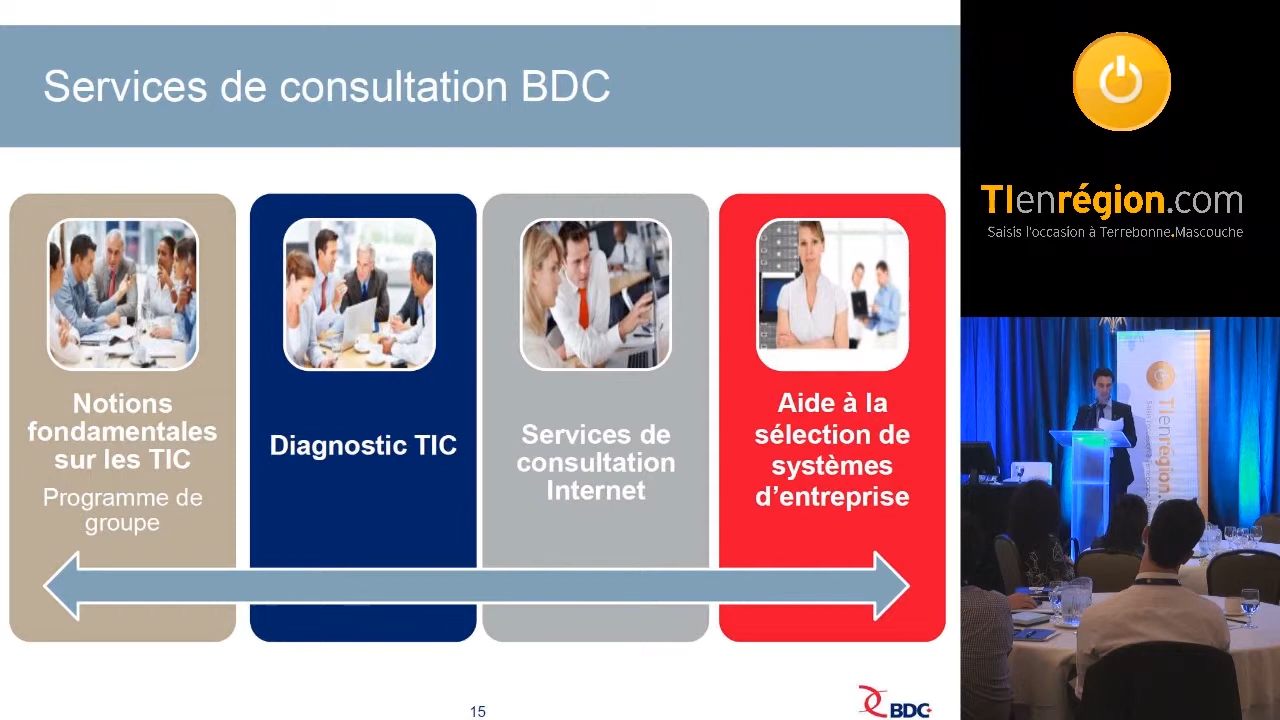 Services de consultation BDC
Notions
fondamentales
sur les TIC
Programme de
groupe
Diagnostic TIC
Services de
consultation
Internet
Aide à la
sélection de
systèmes
d’entreprise
15
BDC
TIenrégion.com
Saisis l'occasion à Terrebonne.Mascouche
TIenrégion.